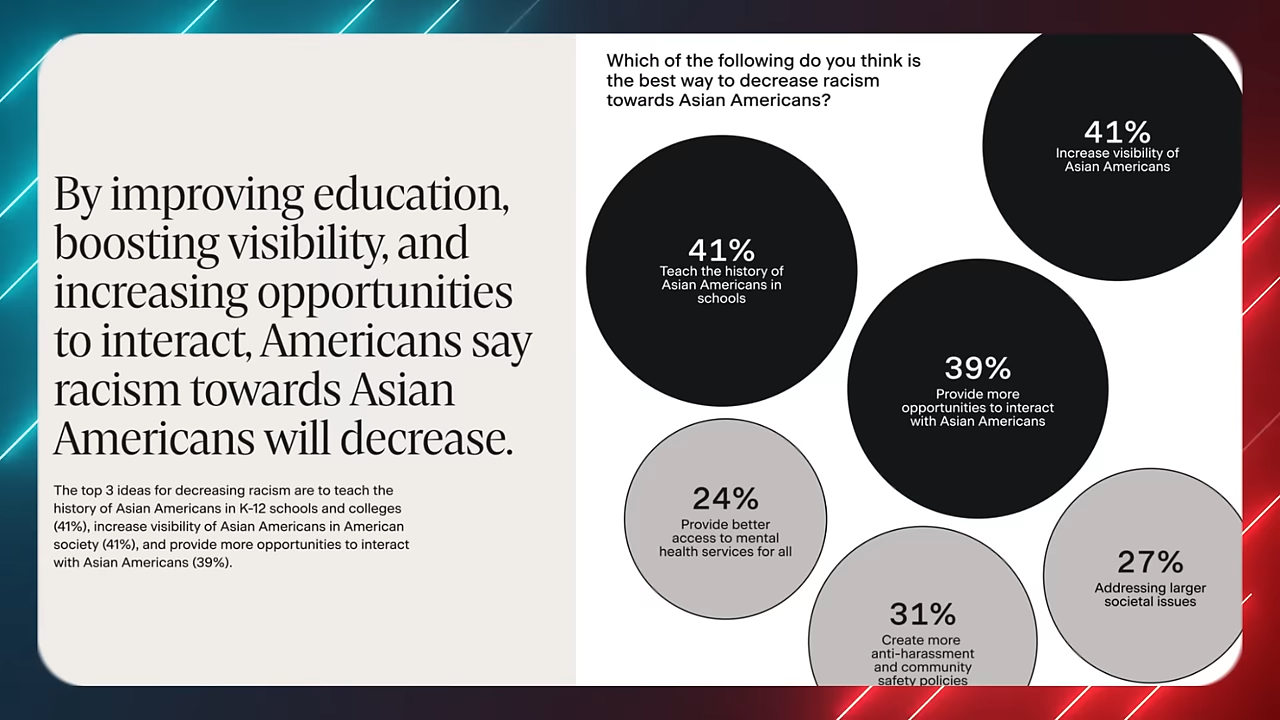 By improving education,
boosting visibility, and
increasing opportunities
to interact, Americans say
racism towards Asian
Americans will decrease.
The top 3 ideas for decreasing racism are to teach the
history of Asian Americans in K-12 schools and colleges
(41%), increase visibility of Asian Americans in American
society (41%), and provide more opportunities to interact
with Asian Americans (39%).
Which of the following do you think is
the best way to decrease racism
towards Asian Americans?
41%
Increase visibility of
Asian Americans
41%
Teach the history of
Asian Americans in
schools
39%
Provide more
opportunities to interact
with Asian Americans
24%
Provide better
access to mental
health services for all
27%
Addressing larger
societal issues
31%
Create more
anti-harassment
and community
safety policies